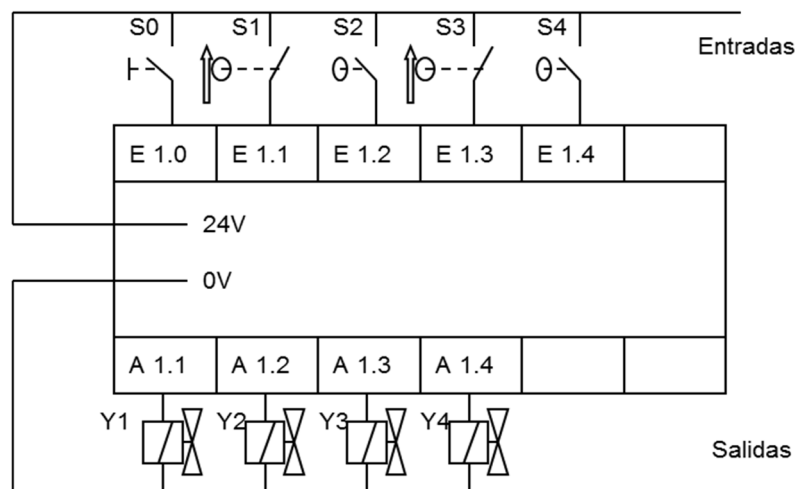 S0 S1 S2 S3 S4
Entradas
E 1.0 E 1.1 E 1.2 E 1.3 E 1.4
24V
0V
A 1.1 A 1.2 A 1.3 A 1.4
Y1 Y2 Y3 Y4
Salidas